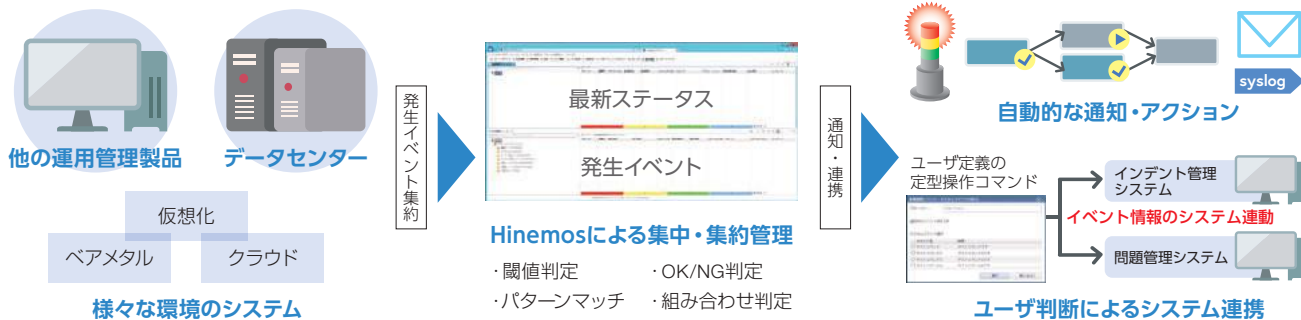 他の運用管理製品
データセンター
仮想化
ベアメタル
クラウド
様々な環境のシステム
発生イベント集約
最新ステータス
発生イベント
Hinemosによる集中・集約管理
・閾値判定
・OK/NG判定
・パターンマッチ
・組み合わせ判定
通知・連携
syslog
自動的な通知・アクション
ユーザ定義の
定型操作コマンド
インデント管理
システム
イベント情報のシステム連動
問題管理システム
ユーザ判断によるシステム連携